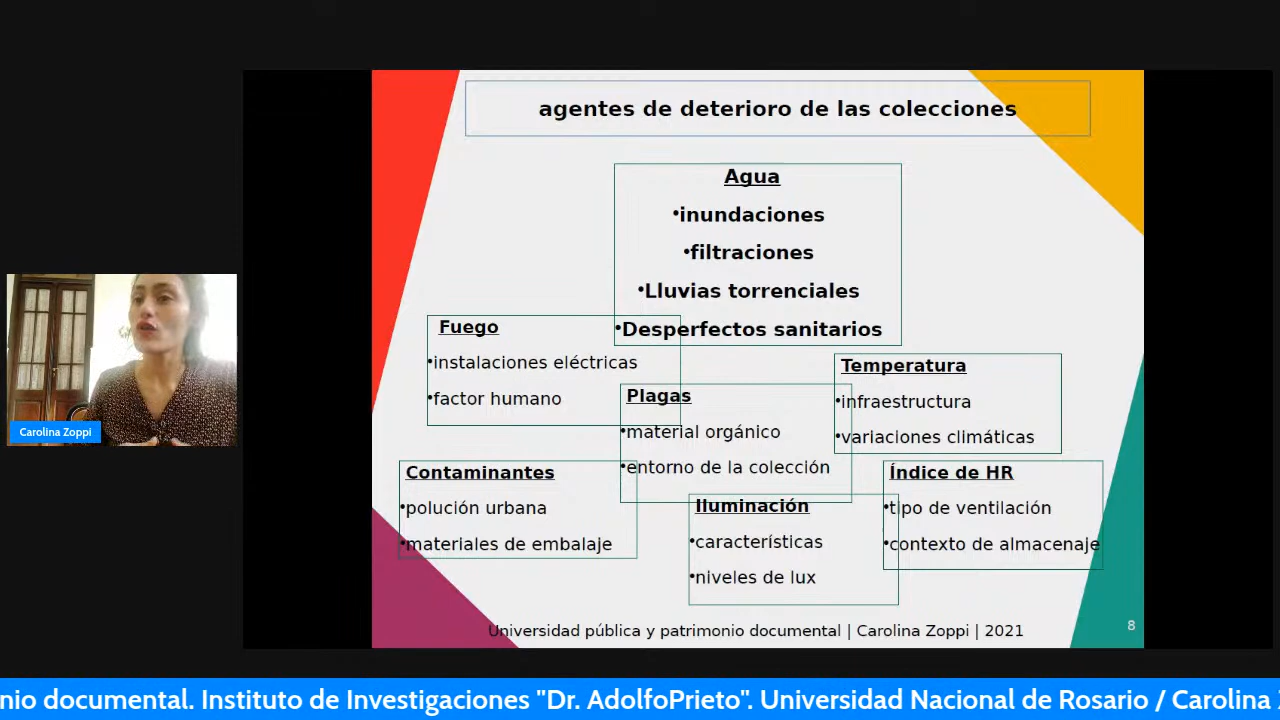 agentes de deterioro de las colecciones
Agua
•inundaciones
•filtraciones
•Lluvias torrenciales
•Desperfectos sanitarios
Fuego
•instalaciones eléctricas
•factor humano
Plagas
•material orgánico
•entorno de la colección
Temperatura
•infraestructura
•variaciones climáticas
Contaminantes
•polución urbana
•materiales de embalaje
Iluminación
•características
•niveles de lux
Índice de HR
•tipo de ventilación
•contexto de almacenaje
Universidad pública y patrimonio documental | Carolina Zoppi | 2021
8
Carolina Zoppi
nio documental. Instituto de Investigaciones "Dr. AdolfoPrieto". Universidad Nacional de Rosario / Carolina